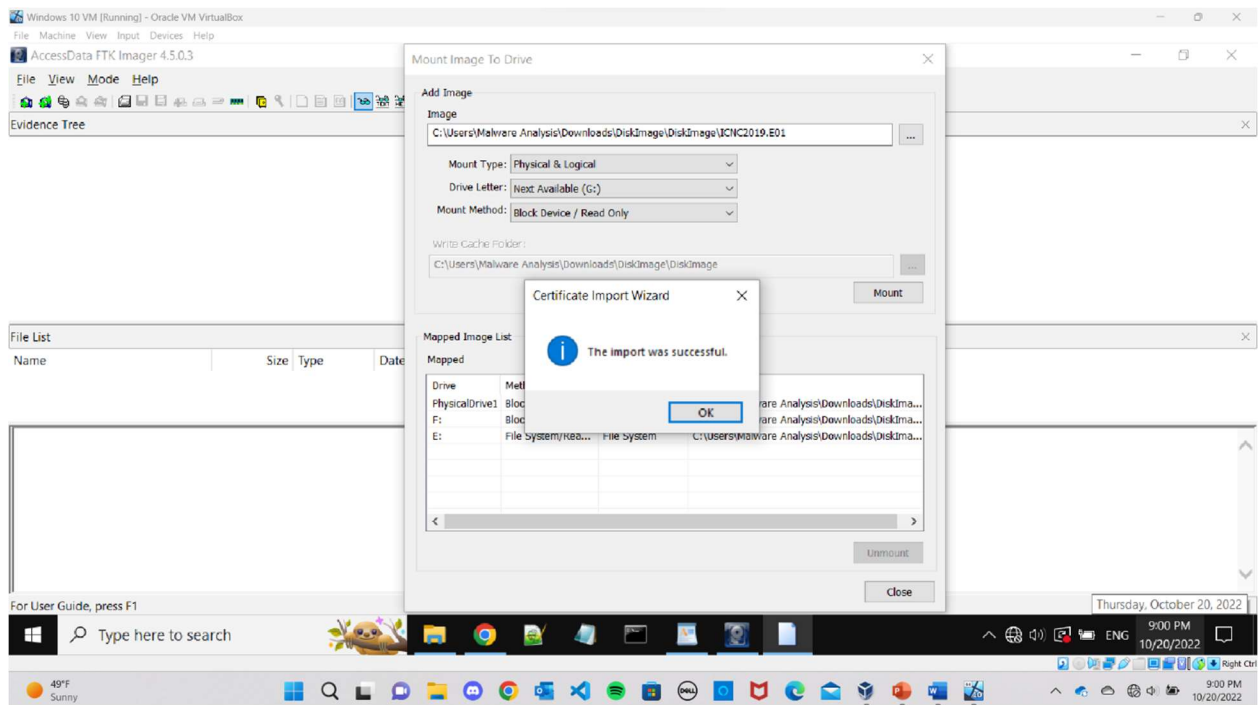 Windows 10 VM [Running] - Oracle VM VirtualBox
File Machine View Input Devices Help
AccessData FTK Imager 4.5.0.3
File View Mode Help
Evidence Tree
File List
Name Size Type Date
For User Guide, press F1
Mount Image To Drive
Add Image
Image
C:\Users\Malware Analysis\Downloads\DiskImage\DiskImage\ICNC2019.E01
...
Mount Type: Physical & Logical
Drive Letter: Next Available (G:)
Mount Method: Block Device / Read Only
Write Cache Folder:
C:\Users\Malware Analysis\Downloads\DiskImage\DiskImage
...
Mount
Certificate Import Wizard
The import was successful.
OK
Mapped Image List
Mapped
Drive Met
PhysicalDrive1 Bloc are Analysis\Downloads\DiskIma...
F: Bloc are Analysis\Downloads\DiskIma...
E: File System/Rea... File System C:\Users\Malware Analysis\Downloads\DiskIma...
Unmount
Close
Thursday, October 20, 2022
Type here to search
ENG
9:00 PM
10/20/2022
Right Ctrl
49°F
Sunny
DELL
9:00 PM
10/20/2022